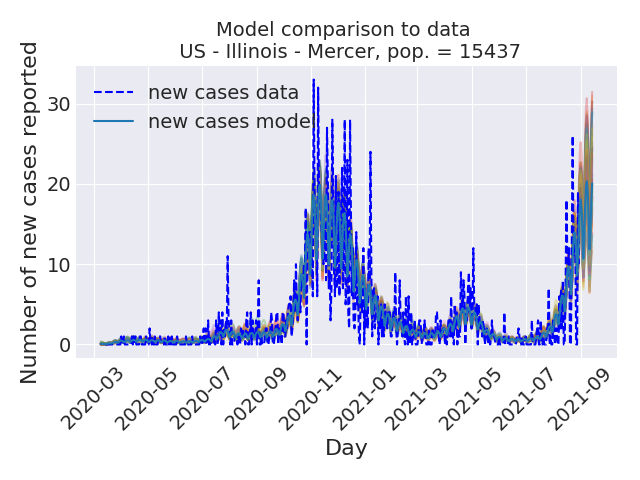 Model comparison to data
US - Illinois - Mercer, pop. = 15437
Number of new cases reported
30
20
10
0
new cases data
new cases model
2020-03
2020-05
2020-07
2020-09
2020-11
2021-01
2021-03
2021-05
2021-07
2021-09
Day